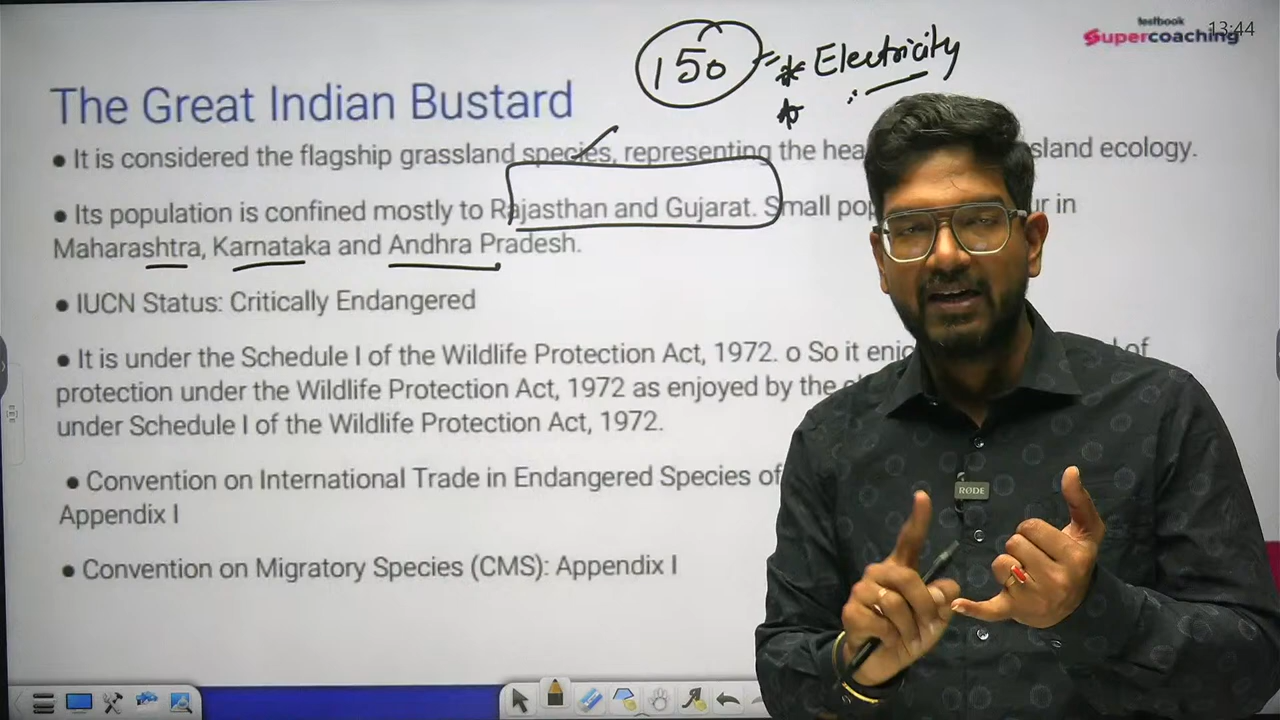 testbook
Supercoaching
13:44
150 = * Electricity
*
The Great Indian Bustard
● It is considered the flagship grassland species, representing the hea sland ecology.
● Its population is confined mostly to Rajasthan and Gujarat. Small pop ur in
Maharashtra, Karnataka and Andhra Pradesh.
● IUCN Status: Critically Endangered
● It is under the Schedule I of the Wildlife Protection Act, 1972. o So it enjo of
protection under the Wildlife Protection Act, 1972 as enjoyed by the
under Schedule I of the Wildlife Protection Act, 1972.
● Convention on International Trade in Endangered Species of
Appendix I
● Convention on Migratory Species (CMS): Appendix I
RØDE